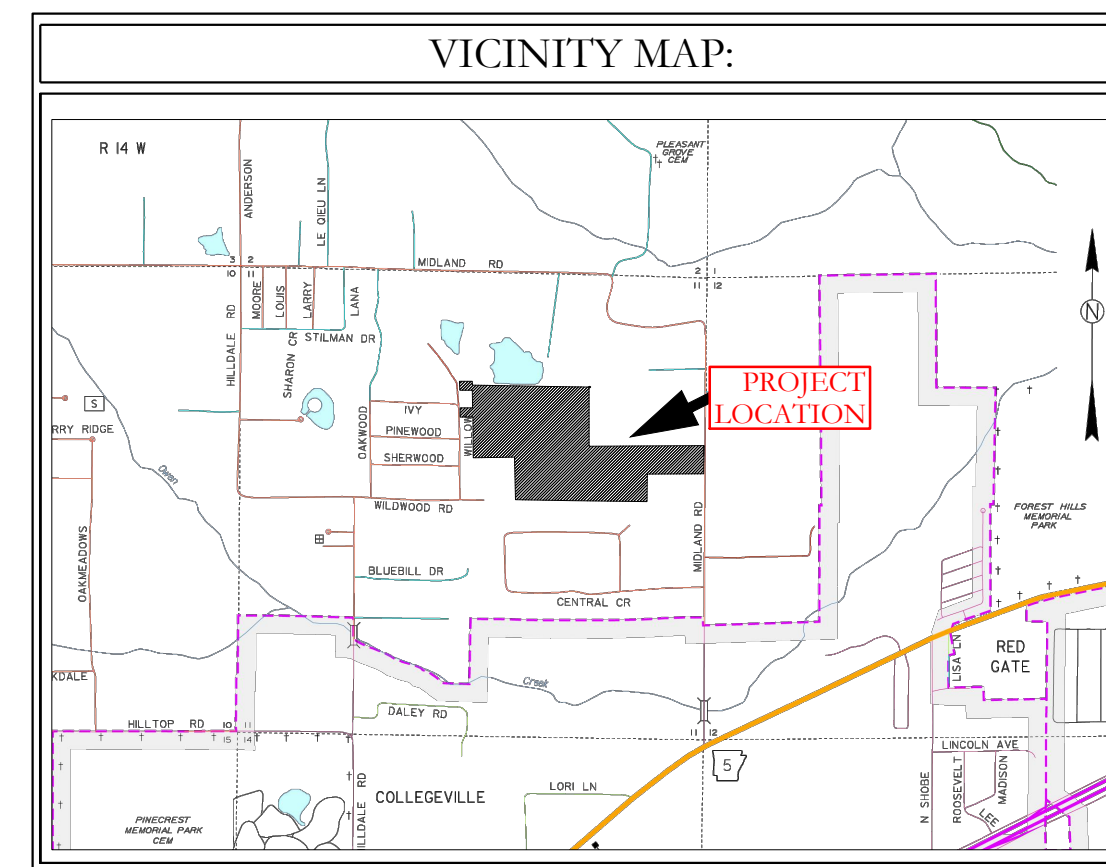 VICINITY MAP:
R 14 W
ANDERSON
LE QIEU LN
PLEASANT
GROVE
CEM
MIDLAND RD
3 2
10 11
2 1
11 12
HILLDALE RD
MOORE
LOUIS
LARRY
LANA
SHARON CR
STILMAN DR
N
PROJECT
LOCATION
S
RRY RIDGE
OAKWOOD
IVY
PINEWOOD
SHERWOOD
WILLOW
WILDWOOD RD
Owen
OAKMEADOWS
MIDLAND RD
FOREST HILLS
MEMORIAL
PARK
BLUEBILL DR
CENTRAL CR
LISA LN
RED
GATE
KDALE
Creek
DALEY RD
HILLTOP RD
10 11
15 14
11 12
5
LINCOLN AVE
N SHOBE
ROOSEVELT
MADISON
LEE
ILLDALE RD
COLLEGEVILLE
LORI LN
PINECREST
MEMORIAL PARK
CEM